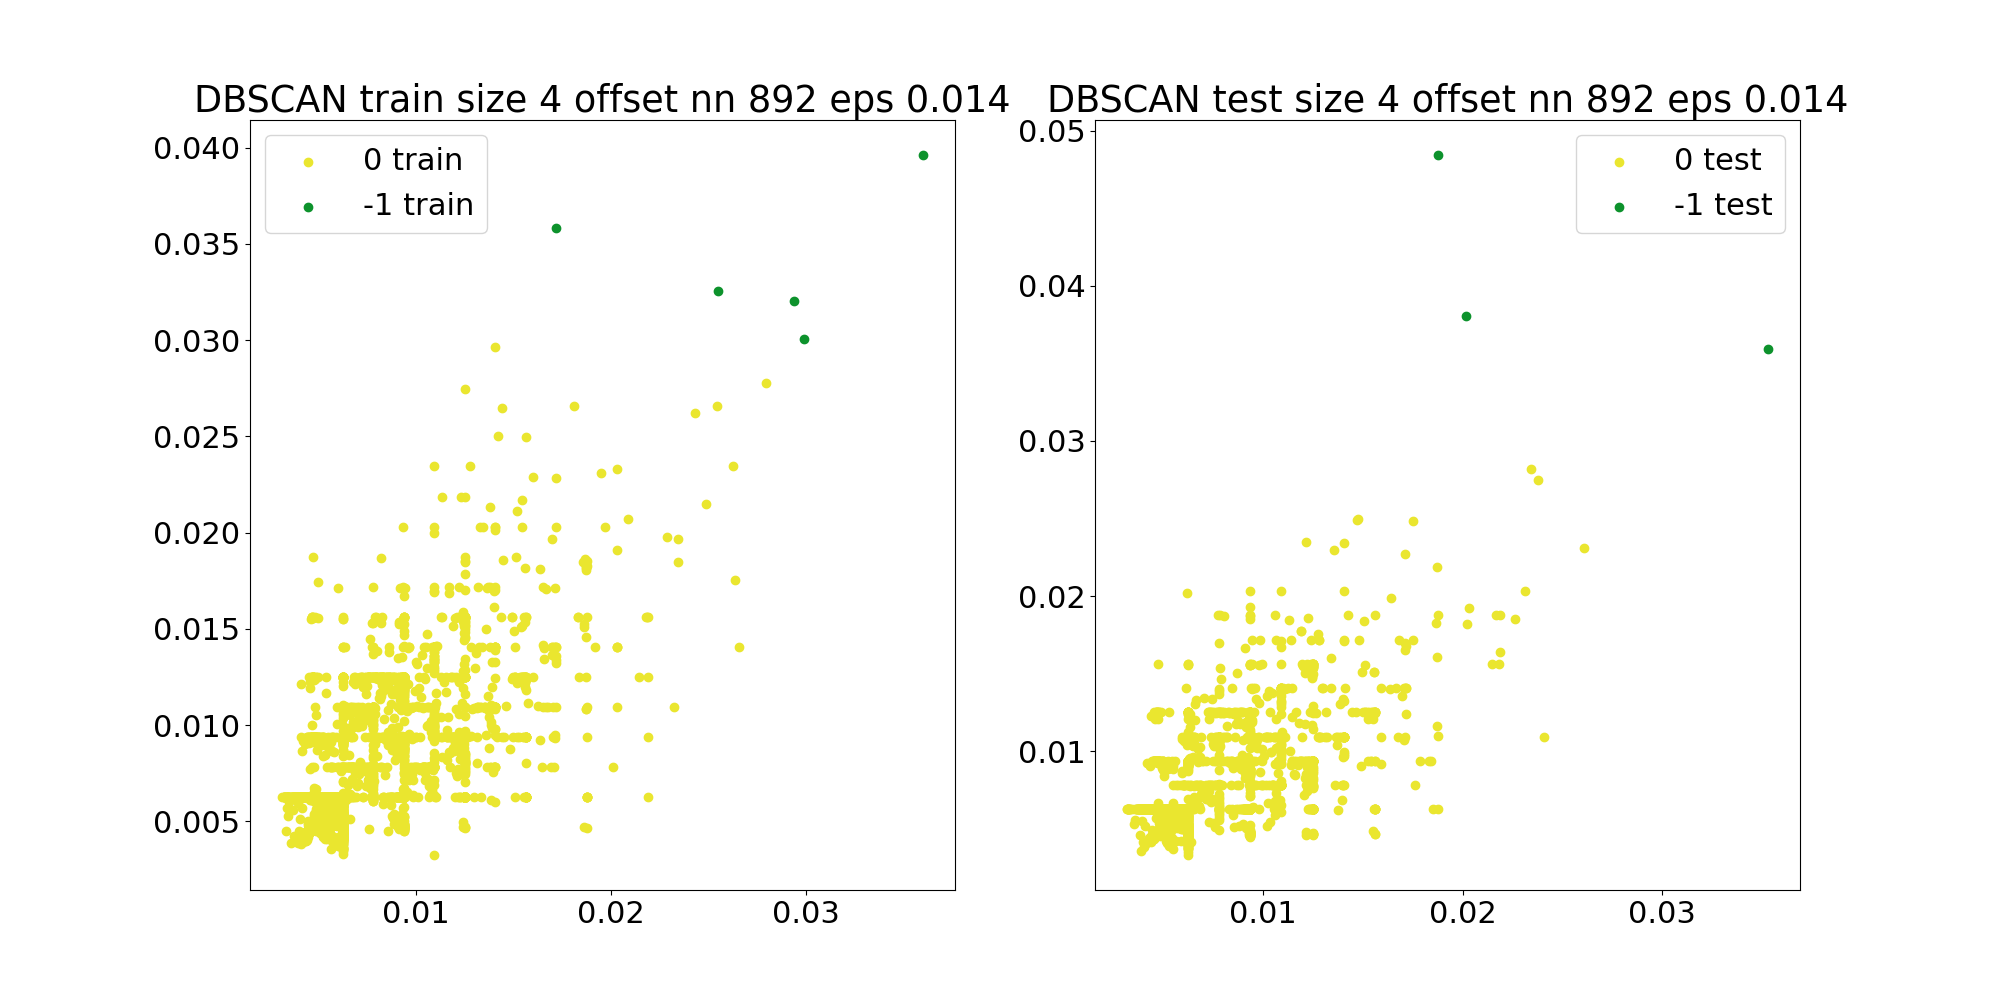 DBSCAN train size 4 offset nn 892 eps 0.014
0 train
-1 train
0.040
0.035
0.030
0.025
0.020
0.015
0.010
0.005
0.01 0.02 0.03
DBSCAN test size 4 offset nn 892 eps 0.014
0 test
-1 test
0.05
0.04
0.03
0.02
0.01
0.01 0.02 0.03